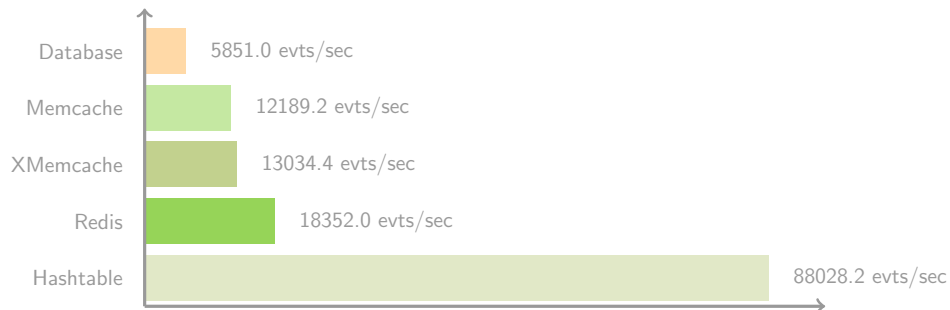 Database 5851.0 evts/sec
Memcache 12189.2 evts/sec
XMemcache 13034.4 evts/sec
Redis 18352.0 evts/sec
Hashtable 88028.2 evts/sec